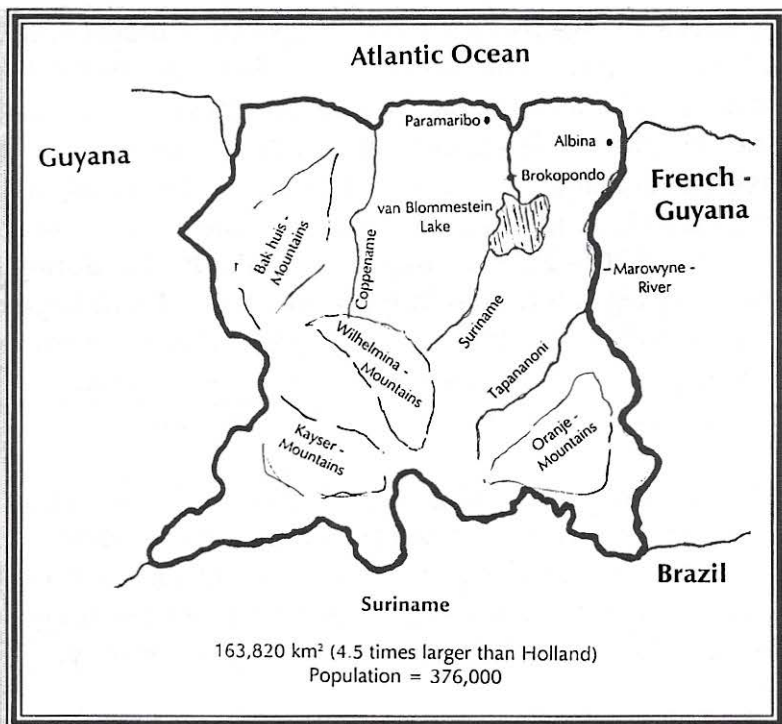 Atlantic Ocean
Paramaribo
Albina
Guyana
Brokopondo
French -
Guyana
van Blommestein
Lake
Bak huis -
Mountains
Coppename
Marowyne -
River
Suriname
Wilhelmina -
Mountains
Tapananoni
Kayser -
Mountains
Oranje-
Mountains
Brazil
Suriname
163,820 km² (4.5 times larger than Holland)
Population = 376,000